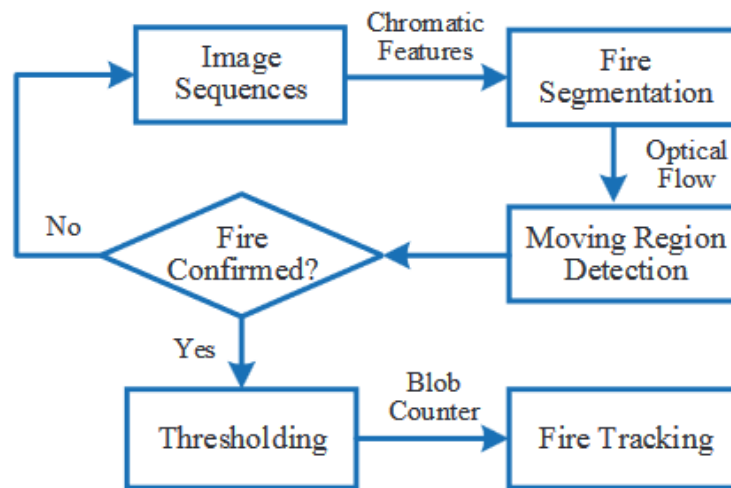 Image
Sequences
Chromatic
Features
Fire
Segmentation
Optical
Flow
Moving Region
Detection
Fire
Confirmed?
No
Yes
Thresholding
Blob
Counter
Fire Tracking